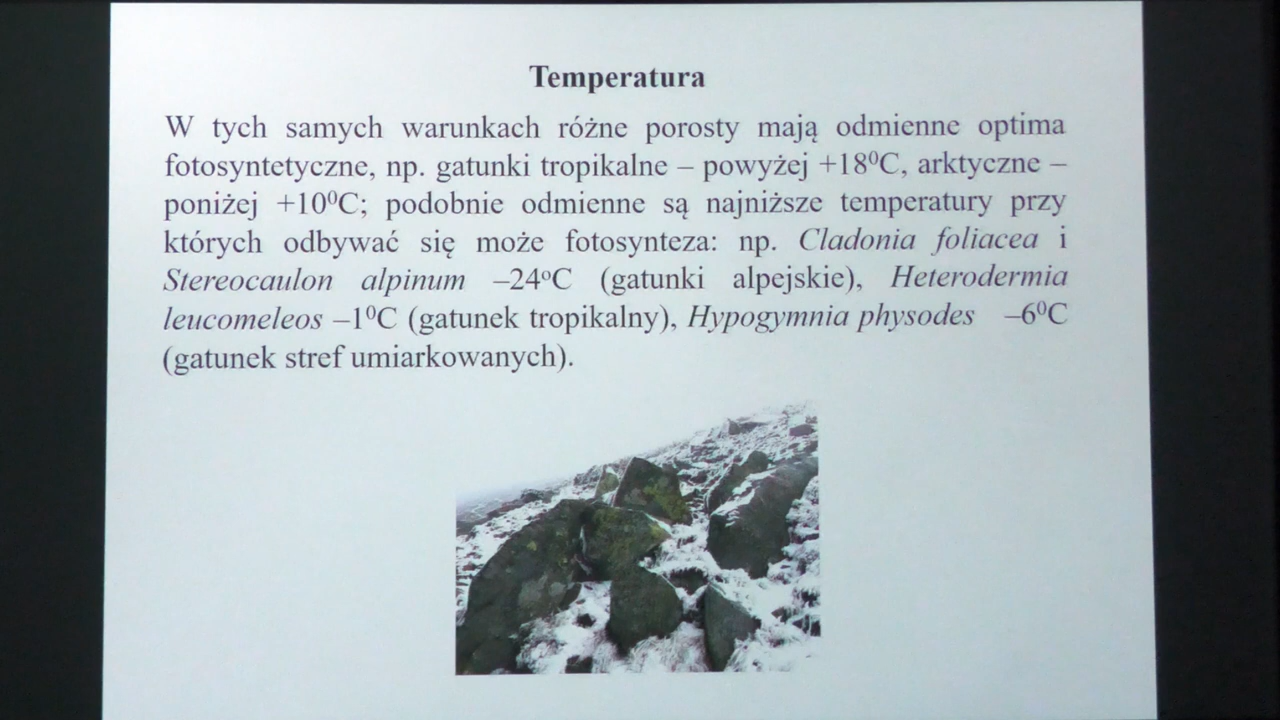 Temperatura
W tych samych warunkach różne porosty mają odmienne optima
fotosyntetyczne, np. gatunki tropikalne – powyżej +18⁰C, arktyczne –
poniżej +10⁰C; podobnie odmienne są najniższe temperatury przy
których odbywać się może fotosynteza: np. Cladonia foliacea i
Stereocaulon alpinum –24ᵒC (gatunki alpejskie), Heterodermia
leucomeleos –1⁰C (gatunek tropikalny), Hypogymnia physodes –6⁰C
(gatunek stref umiarkowanych).